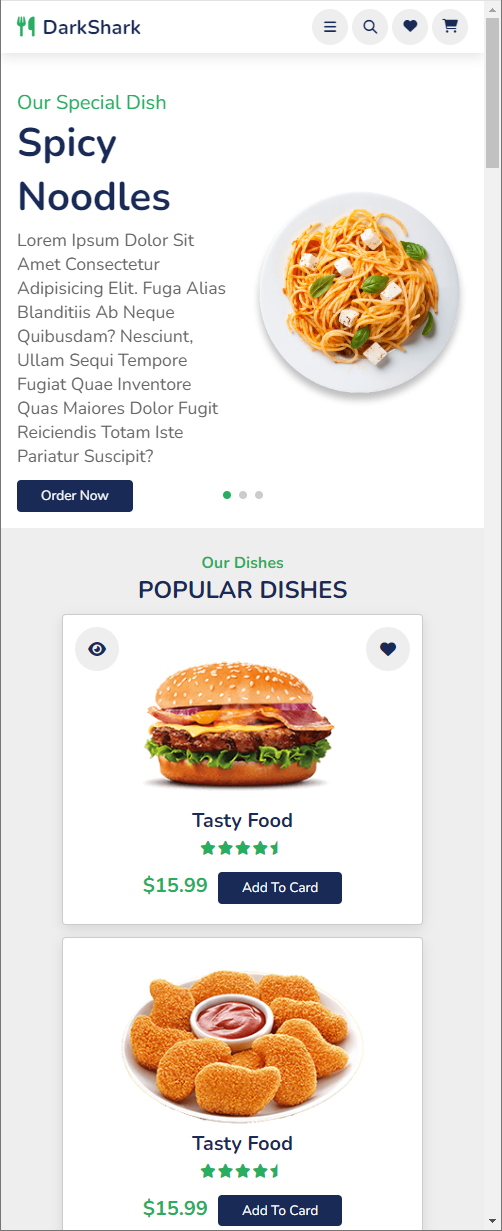 DarkShark
Our Special Dish
Spicy
Noodles
Lorem Ipsum Dolor Sit
Amet Consectetur
Adipisicing Elit. Fuga Alias
Blanditiis Ab Neque
Quibusdam? Nesciunt,
Ullam Sequi Tempore
Fugiat Quae Inventore
Quas Maiores Dolor Fugit
Reiciendis Totam Iste
Pariatur Suscipit?
Order Now
Our Dishes
POPULAR DISHES
Tasty Food
$15.99 Add To Card
Tasty Food
$15.99 Add To Card